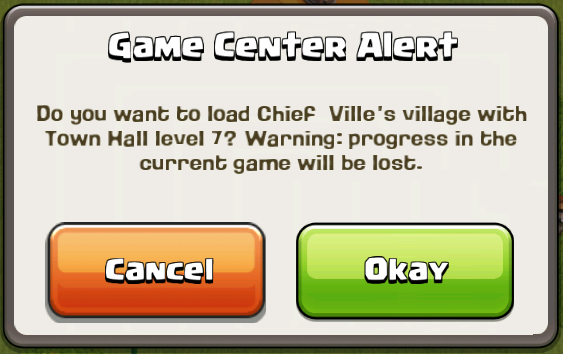 Game Center Alert
Do you want to load Chief  Ville's village with
Town Hall level 7? Warning: progress in the
current game will be lost.
Cancel
Okay